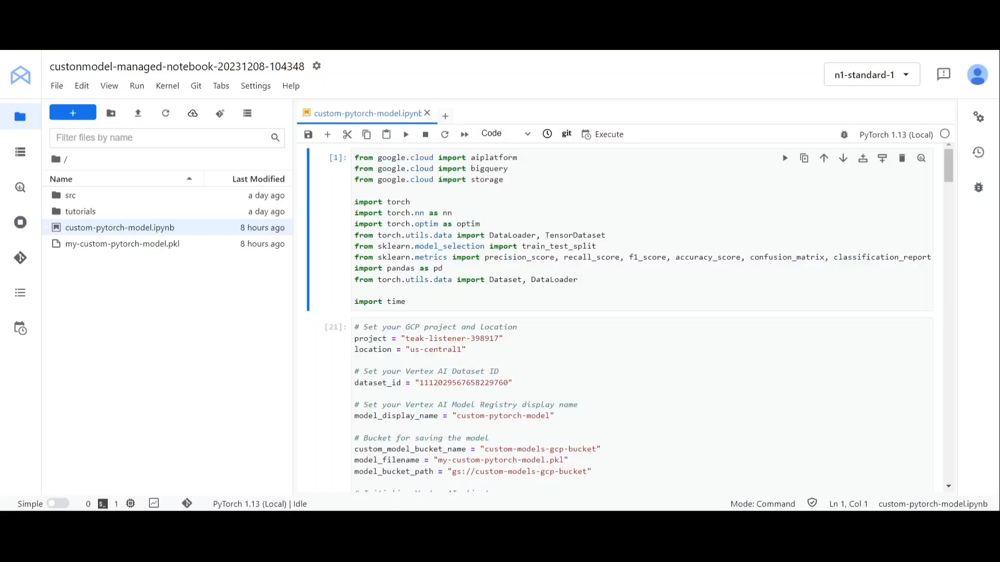 custonmodel-managed-notebook-20231208-104348
n1-standard-1
File Edit View Run Kernel Git Tabs Settings Help
+
Filter files by name
/
Name Last Modified
src a day ago
tutorials a day ago
custom-pytorch-model.ipynb 8 hours ago
my-custom-pytorch-model.pkl 8 hours ago
custom-pytorch-model.ipynb
Code
git
Execute
PyTorch 1.13 (Local)
[1]:
from google.cloud import aiplatform
from google.cloud import bigquery
from google.cloud import storage
import torch
import torch.nn as nn
import torch.optim as optim
from torch.utils.data import DataLoader, TensorDataset
from sklearn.model_selection import train_test_split
from sklearn.metrics import precision_score, recall_score, f1_score, accuracy_score, confusion_matrix, classification_report
import pandas as pd
from torch.utils.data import Dataset, DataLoader
import time
[21]:
# Set your GCP project and location
project = "teak-listener-398917"
location = "us-central1"
# Set your Vertex AI Dataset ID
dataset_id = "1112029567658229760"
# Set your Vertex AI Model Registry display name
model_display_name = "custom-pytorch-model"
# Bucket for saving the model
custom_model_bucket_name = "custom-models-gcp-bucket"
model_filename = "my-custom-pytorch-model.pkl"
model_bucket_path = "gs://custom-models-gcp-bucket"
Simple 0 1 PyTorch 1.13 (Local) | Idle Mode: Command Ln 1, Col 1 custom-pytorch-model.ipynb